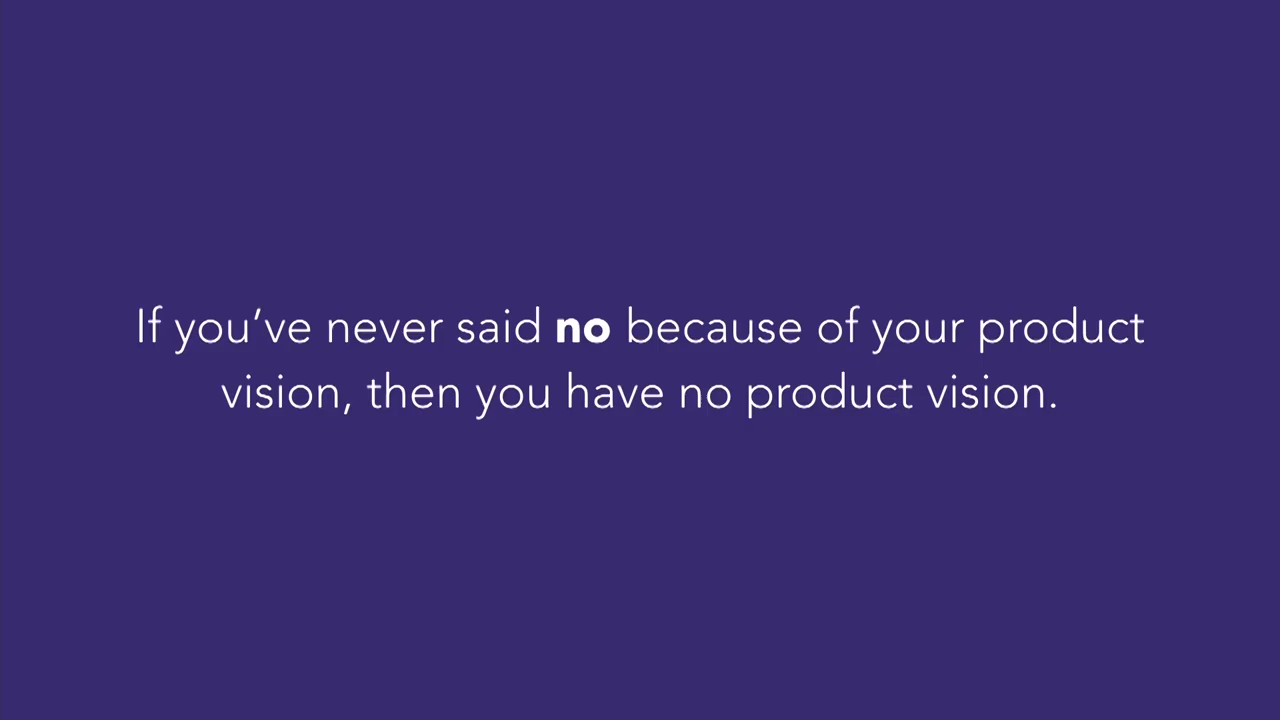 If you’ve never said no because of your product
vision, then you have no product vision.